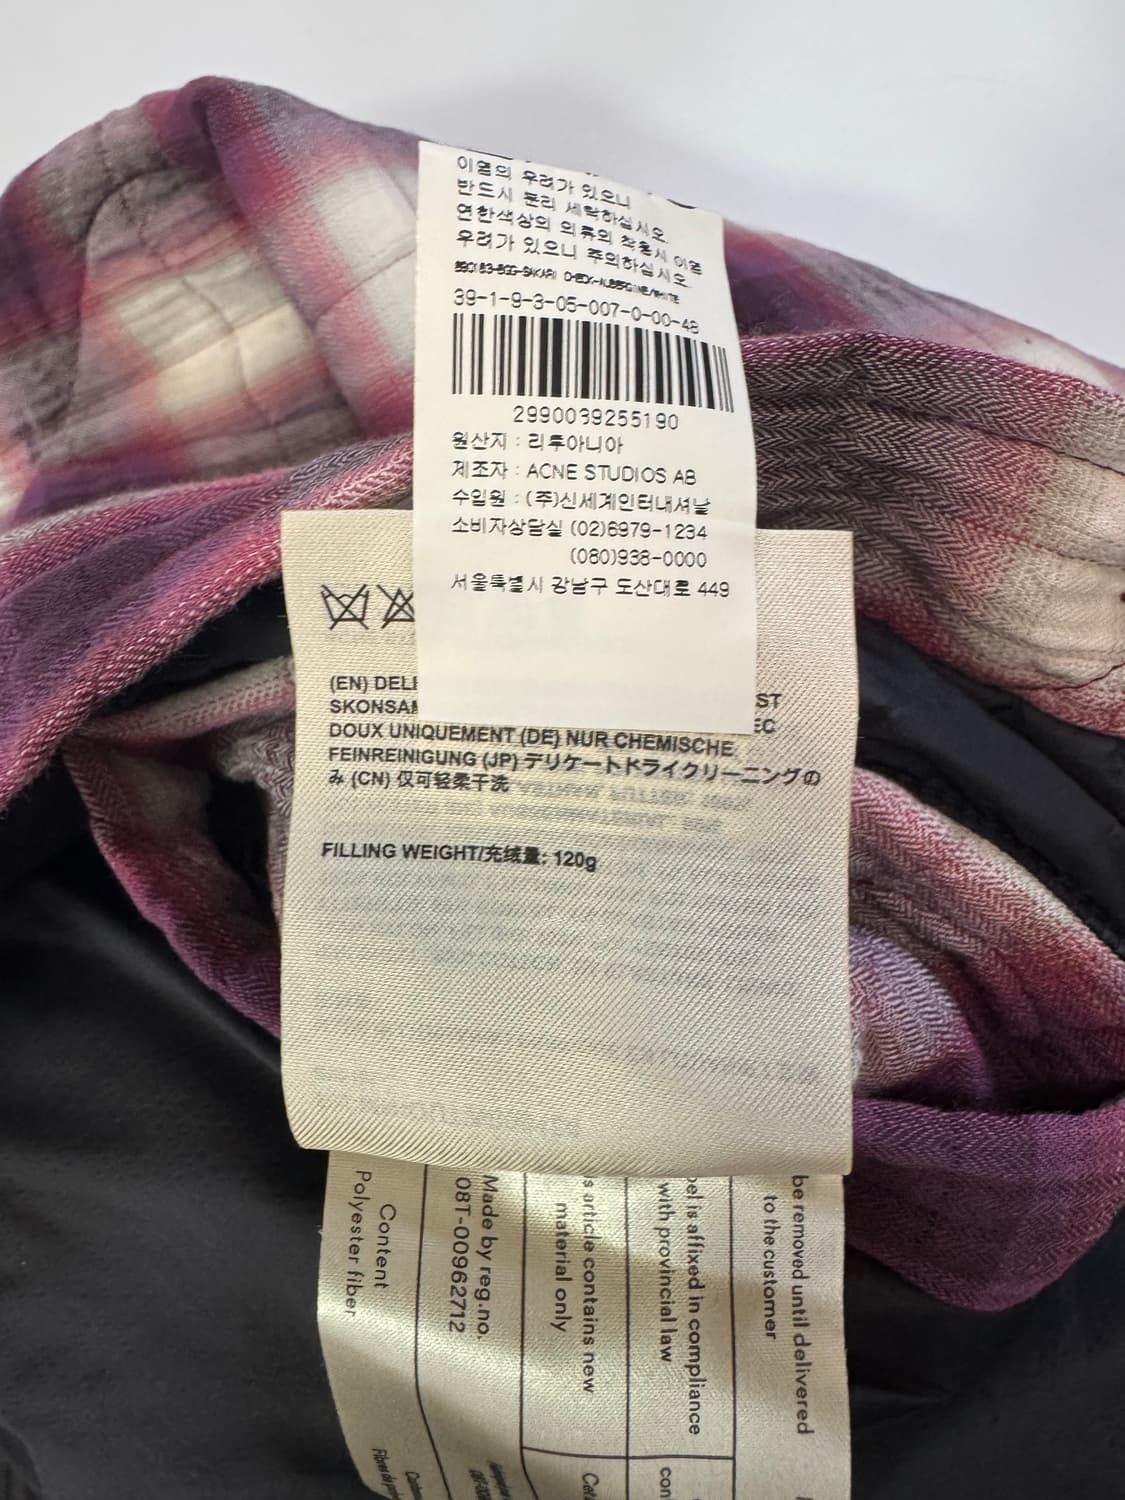 이염의 우려가 있으니
반드시 분리 세탁하십시오.
연한색상의 의류의 착용시 이염
우려가 있으니 주의하십시오.
39-1-9-3-05-007-0-00-48
2990039255190
원산지 : 리투아니아
제조자 : ACNE STUDIOS AB
수입원 : (주)신세계인터내셔날
소비자상담실 (02)6979-1234
(080)938-0000
서울특별시 강남구 도산대로 449
(EN) DELI ST
SKONSAM EC
DOUX UNIQUEMENT (DE) NUR CHEMISCHE
FEINREINIGUNG (JP) デリケートドライクリーニングの
み (CN) 仅可轻柔干洗
FILLING WEIGHT/充绒量: 120g
be removed until delivered
to the customer
el is affixed in compliance
with provincial law
s article contains new
material only
Made by reg.no.
08T-00962712
Content
Polyester fiber